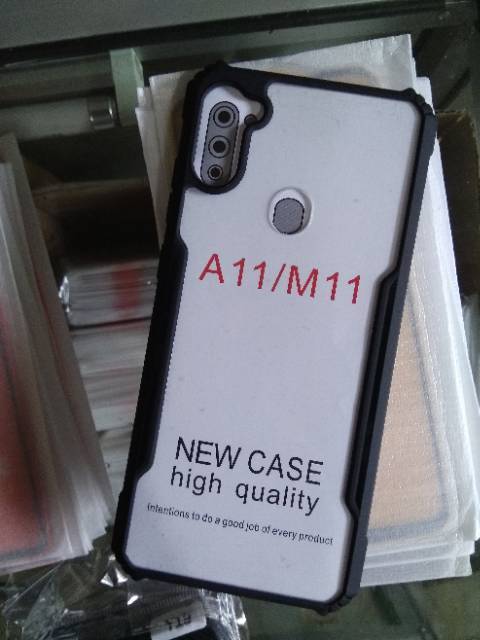 A11/M11
NEW CASE
high quality
Intentions to do a good job of every product